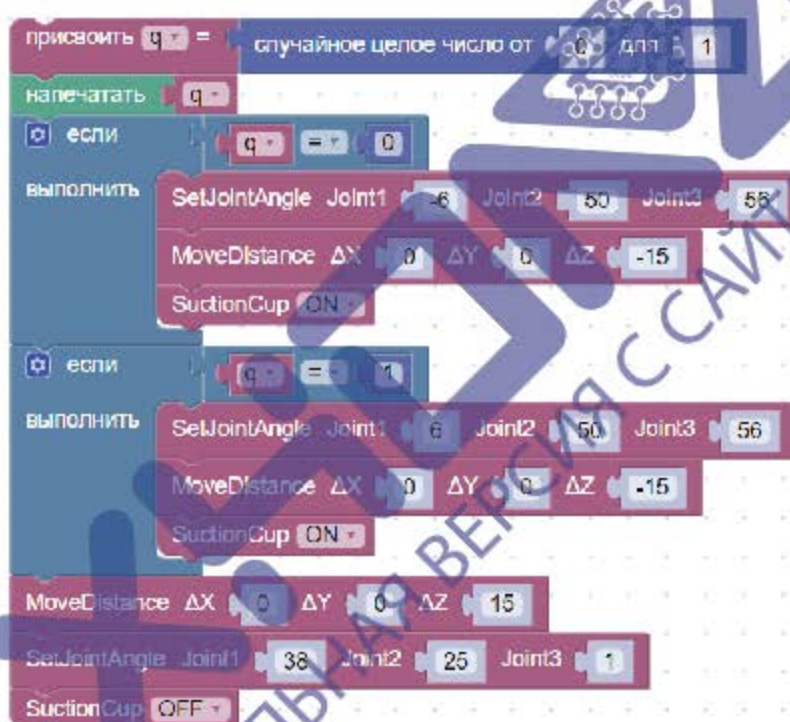 присвоить q = случайное целое число от 0 для 1
напечатать q
если q = 0
выполнить SetJointAngle Joint1 -6 Joint2 50 Joint3 56
MoveDistance ΔX 0 ΔY 0 ΔZ -15
SuctionCup ON
если q = 1
выполнить SetJointAngle Joint1 6 Joint2 50 Joint3 56
MoveDistance ΔX 0 ΔY 0 ΔZ -15
SuctionCup ON
MoveDistance ΔX 0 ΔY 0 ΔZ 15
SetJointAngle Joint1 38 Joint2 25 Joint3 1
SuctionCup OFF
ВЕРСИЯ С САЙТ